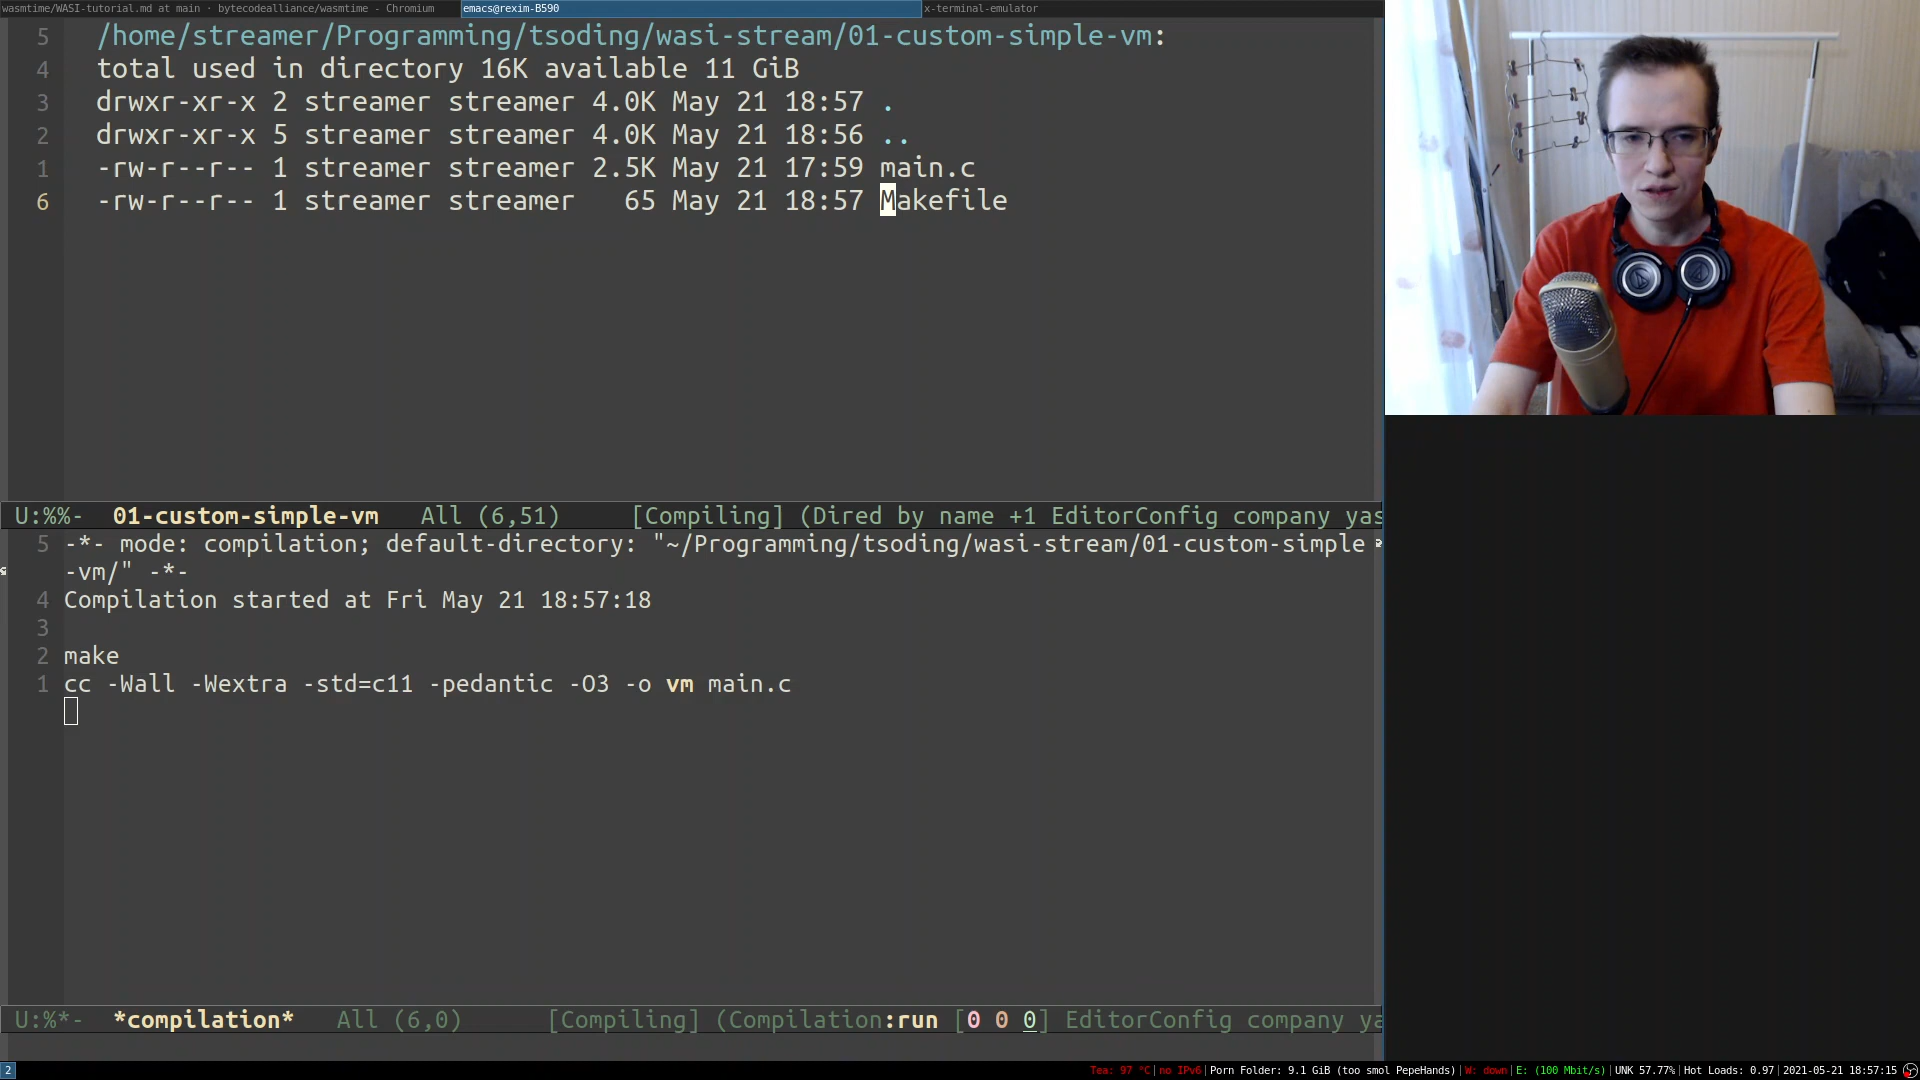 wasmtime/WASI-tutorial.md at main · bytecodealliance/wasmtime - Chromium
emacs@rexim-B590
x-terminal-emulator
5 /home/streamer/Programming/tsoding/wasi-stream/01-custom-simple-vm:
4 total used in directory 16K available 11 GiB
3 drwxr-xr-x 2 streamer streamer 4.0K May 21 18:57 .
2 drwxr-xr-x 5 streamer streamer 4.0K May 21 18:56 ..
1 -rw-r--r-- 1 streamer streamer 2.5K May 21 17:59 main.c
6 -rw-r--r-- 1 streamer streamer 65 May 21 18:57 Makefile
U:%%- 01-custom-simple-vm All (6,51) [Compiling] (Dired by name +1 EditorConfig company yas
5 -*- mode: compilation; default-directory: "~/Programming/tsoding/wasi-stream/01-custom-simple
-vm/" -*-
4 Compilation started at Fri May 21 18:57:18
3
2 make
1 cc -Wall -Wextra -std=c11 -pedantic -O3 -o vm main.c
U:%*- *compilation* All (6,0) [Compiling] (Compilation:run [0 0 0] EditorConfig company ya
2 Tea: 97 °C|no IPv6|Porn Folder: 9.1 GiB (too smol PepeHands)|W: down|E: (100 Mbit/s)|UNK 57.77%|Hot Loads: 0.97|2021-05-21 18:57:15